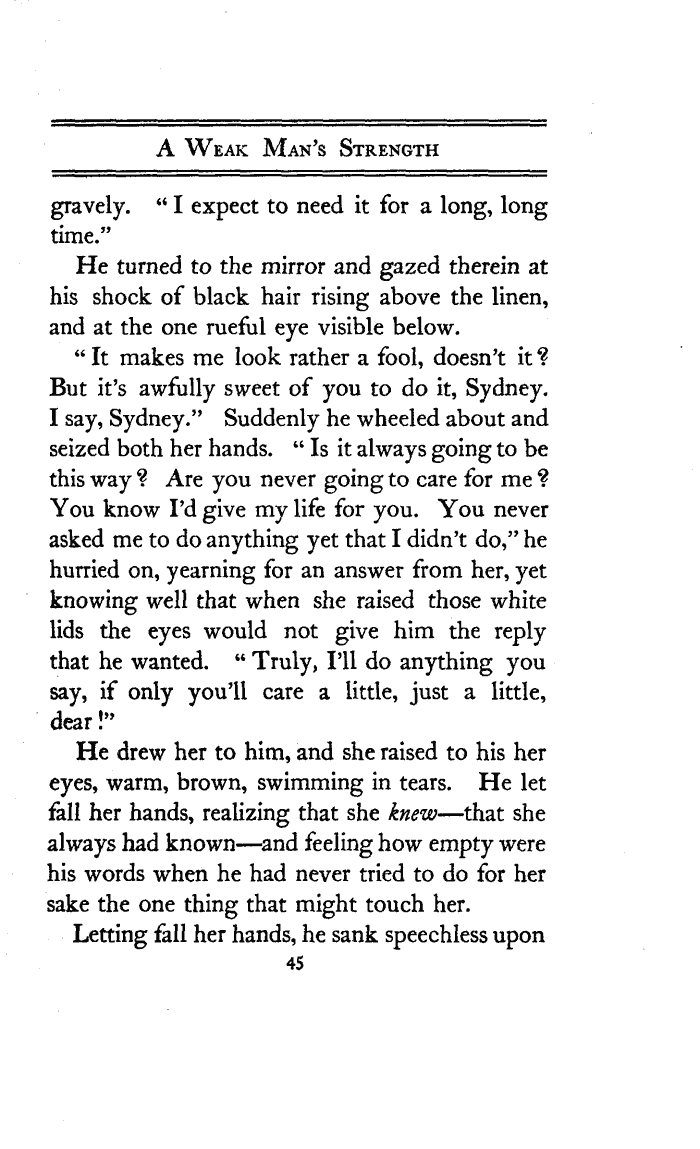 A Weak Man's Strength
gravely. "I expect to need it for a long, long
time."
He turned to the mirror and gazed therein at
his shock of black hair rising above the linen,
and at the one rueful eye visible below.
"It makes me look rather a fool, doesn't it?
But it's awfully sweet of you to do it, Sydney.
I say, Sydney." Suddenly he wheeled about and
seized both her hands. "Is it always going to be
this way? Are you never going to care for me?
You know I'd give my life for you. You never
asked me to do anything yet that I didn't do," he
hurried on, yearning for an answer from her, yet
knowing well that when she raised those white
lids the eyes would not give him the reply
that he wanted. "Truly, I'll do anything you
say, if only you'll care a little, just a little,
dear!"
He drew her to him, and she raised to his her
eyes, warm, brown, swimming in tears. He let
fall her hands, realizing that she knew—that she
always had known—and feeling how empty were
his words when he had never tried to do for her
sake the one thing that might touch her.
Letting fall her hands, he sank speechless upon
45